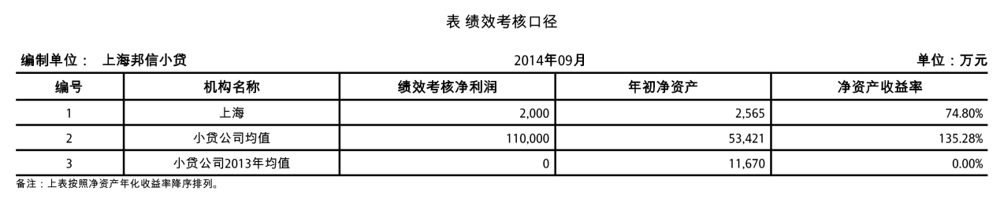 表 绩效考核口径
编制单位： 上海邦信小贷 2014年09月 单位：万元
编号 机构名称 绩效考核净利润 年初净资产 净资产收益率
1 上海 2,000 2,565 74.80%
2 小贷公司均值 110,000 53,421 135.28%
3 小贷公司2013年均值 0 11,670 0.00%
备注：上表按照净资产年化收益率降序排列。